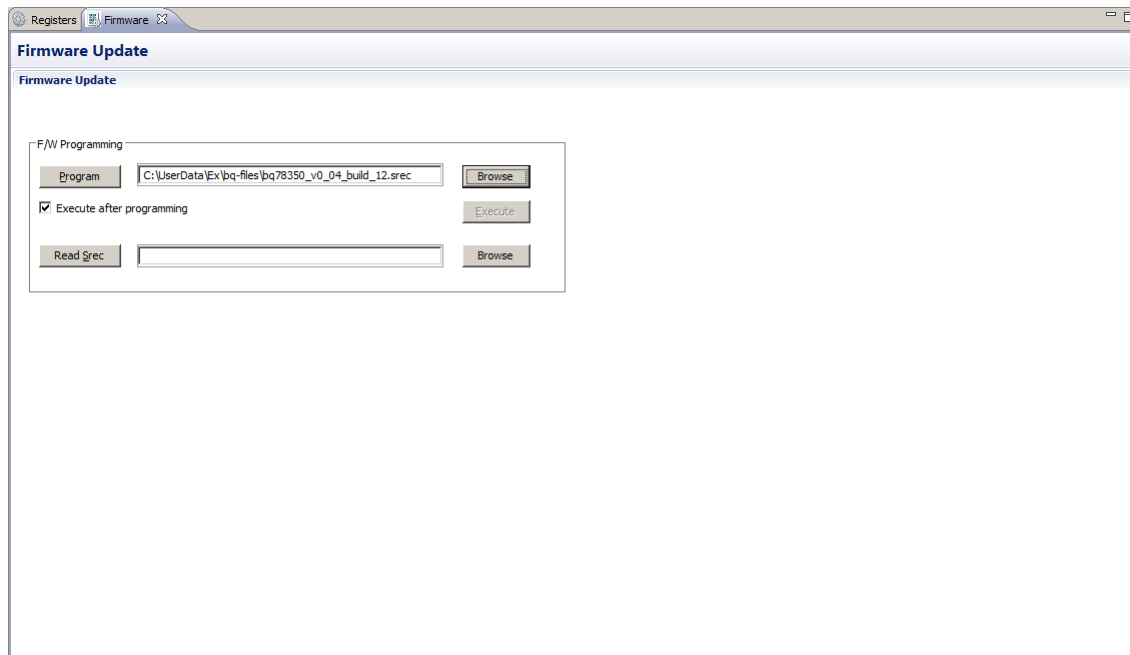 Registers Firmware
Firmware Update
Firmware Update
F/W Programming
Program C:\UserData\Ex\bq-files\bq78350_v0_04_build_12.srec Browse
Execute after programming Execute
Read Srec Browse